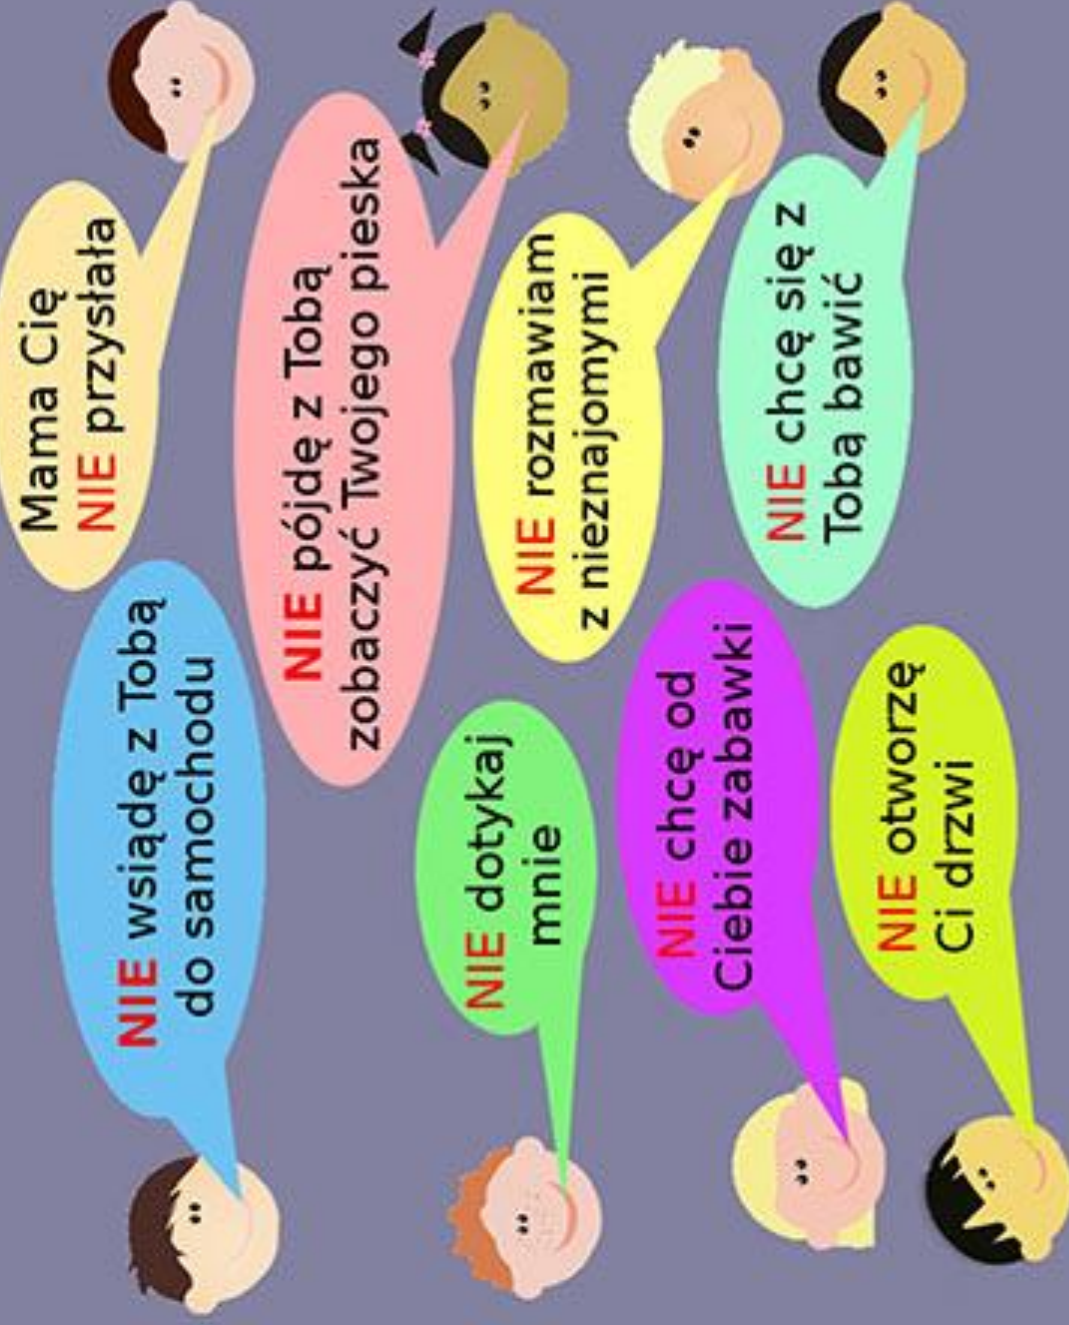 Mama Cię
NIE przysłała
NIE wsiądę z Tobą
do samochodu
NIE pójdę z Tobą
zobaczyć Twojego pieska
NIE dotykaj
mnie
NIE rozmawiam
z nieznajomymi
NIE chcę od
Ciebie zabawki
NIE chcę się z
Tobą bawić
NIE otworzę
Ci drzwi